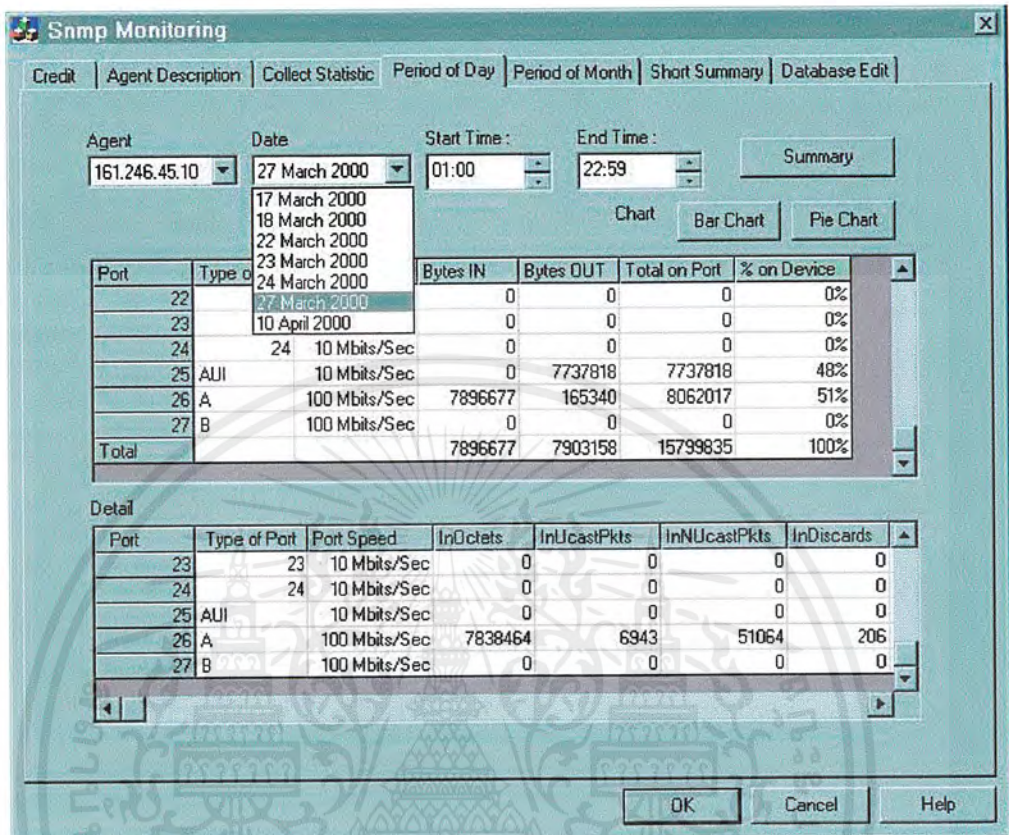 Snmp Monitoring
Credit Agent Description Collect Statistic Period of Day Period of Month Short Summary Database Edit
Agent Date Start Time : End Time :
161.246.45.10 27 March 2000 01:00 22:59 Summary
17 March 2000
18 March 2000
22 March 2000
23 March 2000
24 March 2000
27 March 2000
10 April 2000
Chart Bar Chart Pie Chart
Port Type o Bytes IN Bytes OUT Total on Port % on Device
22 0 0 0 0%
23 0 0 0 0%
24 24 10 Mbits/Sec 0 0 0 0%
25 AUI 10 Mbits/Sec 0 7737818 7737818 48%
26 A 100 Mbits/Sec 7896677 165340 8062017 51%
27 B 100 Mbits/Sec 0 0 0 0%
Total 7896677 7903158 15799835 100%
Detail
Port Type of Port Port Speed InOctets InUcastPkts InNUcastPkts InDiscards
23 23 10 Mbits/Sec 0 0 0 0
24 24 10 Mbits/Sec 0 0 0 0
25 AUI 10 Mbits/Sec 0 0 0 0
26 A 100 Mbits/Sec 7838464 6943 51064 206
27 B 100 Mbits/Sec 0 0 0 0
OK Cancel Help